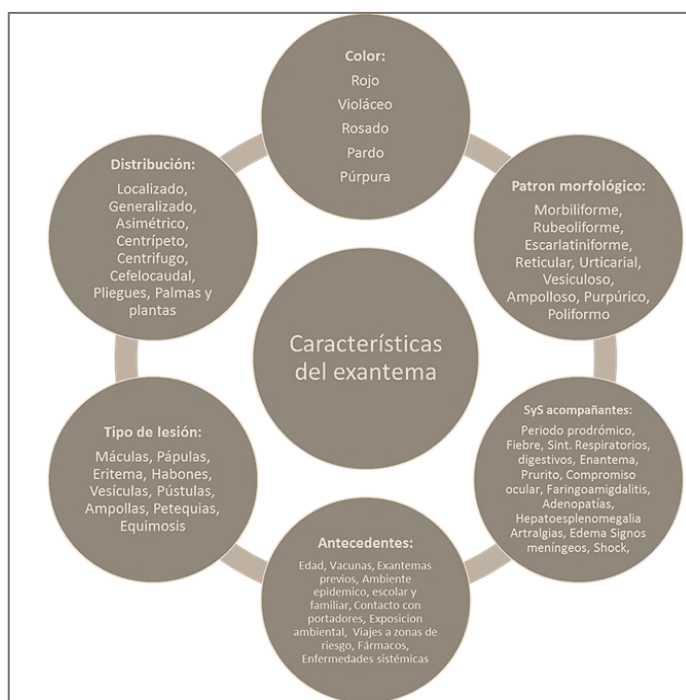 Color:
Rojo
Violáceo
Rosado
Pardo
Púrpura
Patron morfológico:
Morbiliforme,
Rubeoliforme,
Escarlatiniforme,
Reticular, Urticarial,
Vesiculoso,
Ampolloso, Purpúrico,
Poliformo
SyS acompañantes:
Periodo prodrómico,
Fiebre, Sint. Respiratorios,
digestivos, Enantema,
Prurito, Compromiso
ocular, Faringoamigdalitis,
Adenopatías,
Hepatoesplenomegalia
Artralgias, Edema Signos
meníngeos, Shock,
Antecedentes:
Edad, Vacunas, Exantemas
previos, Ambiente
epidemico, escolar y
familiar, Contacto con
portadores, Exposicion
ambiental, Viajes a zonas de
riesgo, Fármacos,
Enfermedades sistémicas
Tipo de lesión:
Máculas, Pápulas,
Eritema, Habones,
Vesículas, Pústulas,
Ampollas, Petequias,
Equimosis
Distribución:
Localizado,
Generalizado,
Asimétrico,
Centrípeto,
Centrifugo,
Cefelocaudal,
Pliegues, Palmas y
plantas
Características
del exantema